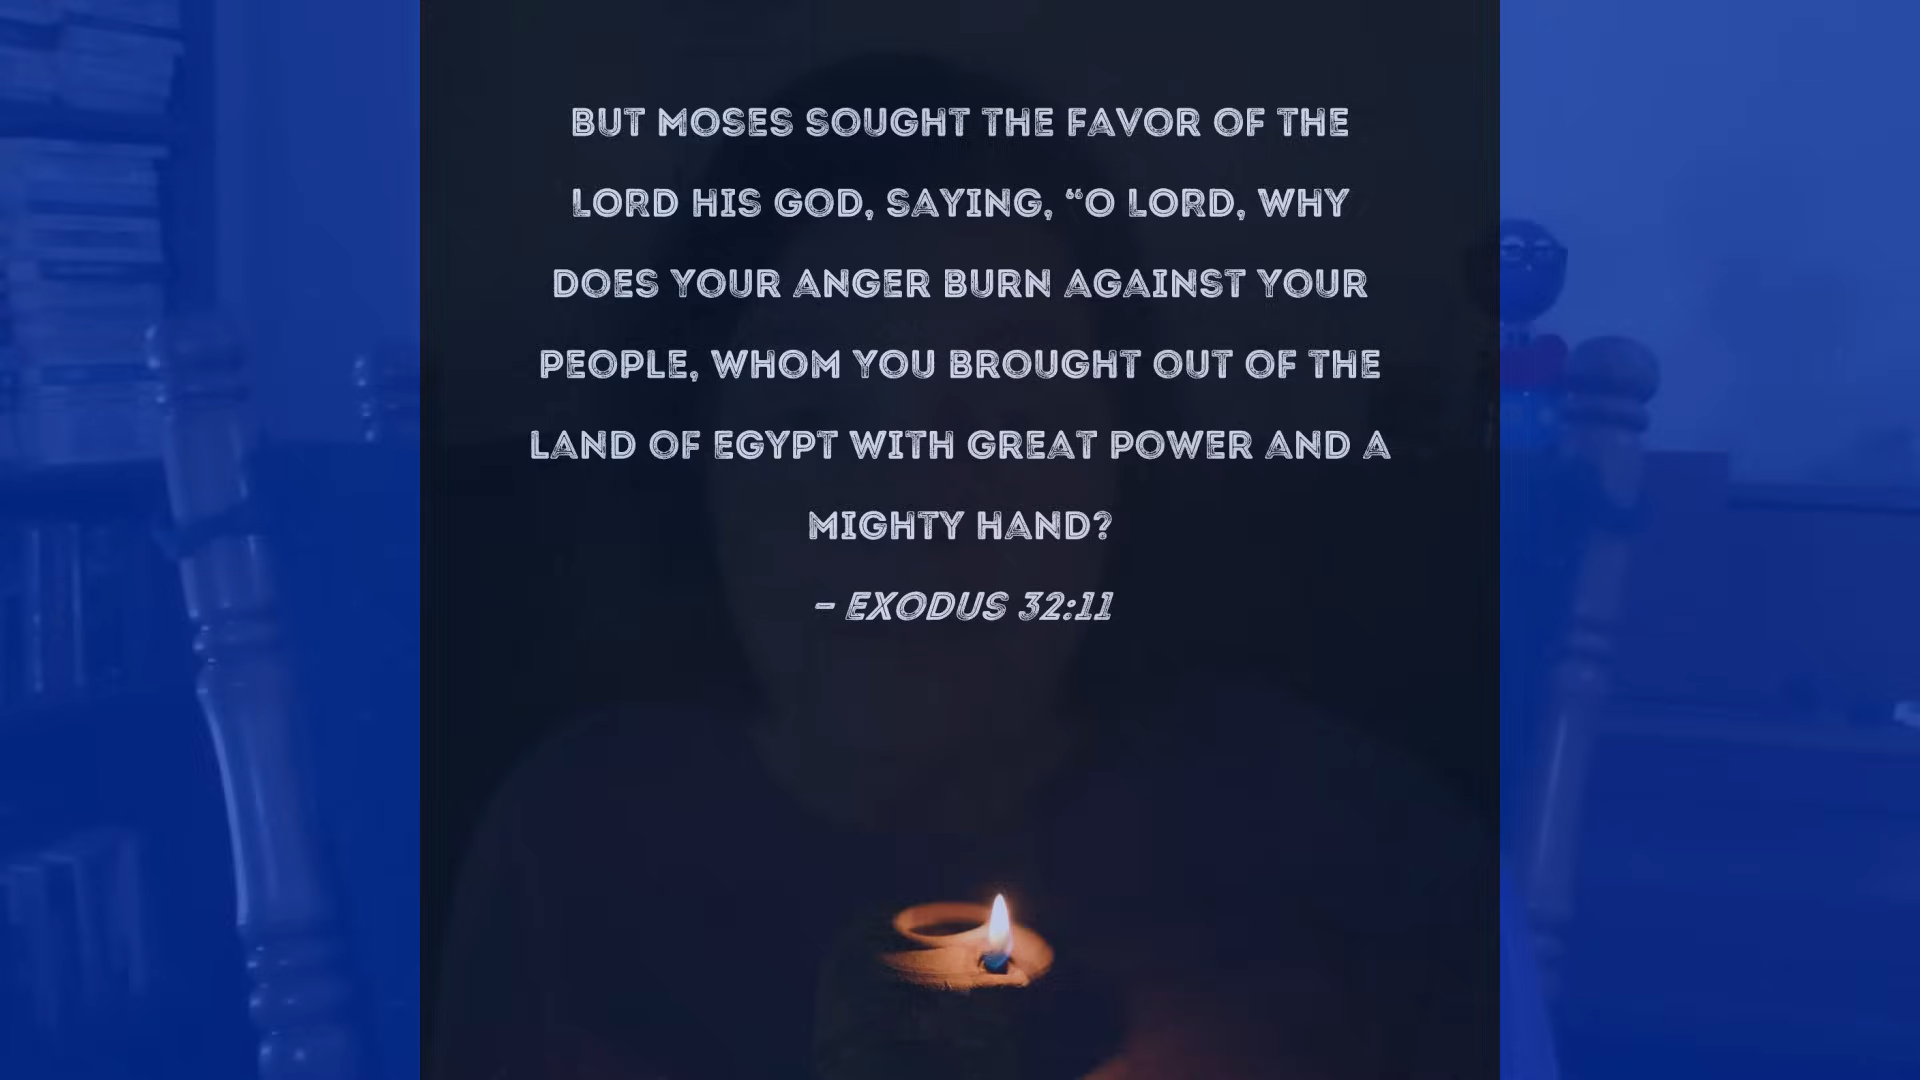 BUT MOSES SOUGHT THE FAVOR OF THE
LORD HIS GOD, SAYING, “O LORD, WHY
DOES YOUR ANGER BURN AGAINST YOUR
PEOPLE, WHOM YOU BROUGHT OUT OF THE
LAND OF EGYPT WITH GREAT POWER AND A
MIGHTY HAND?
– EXODUS 32:11